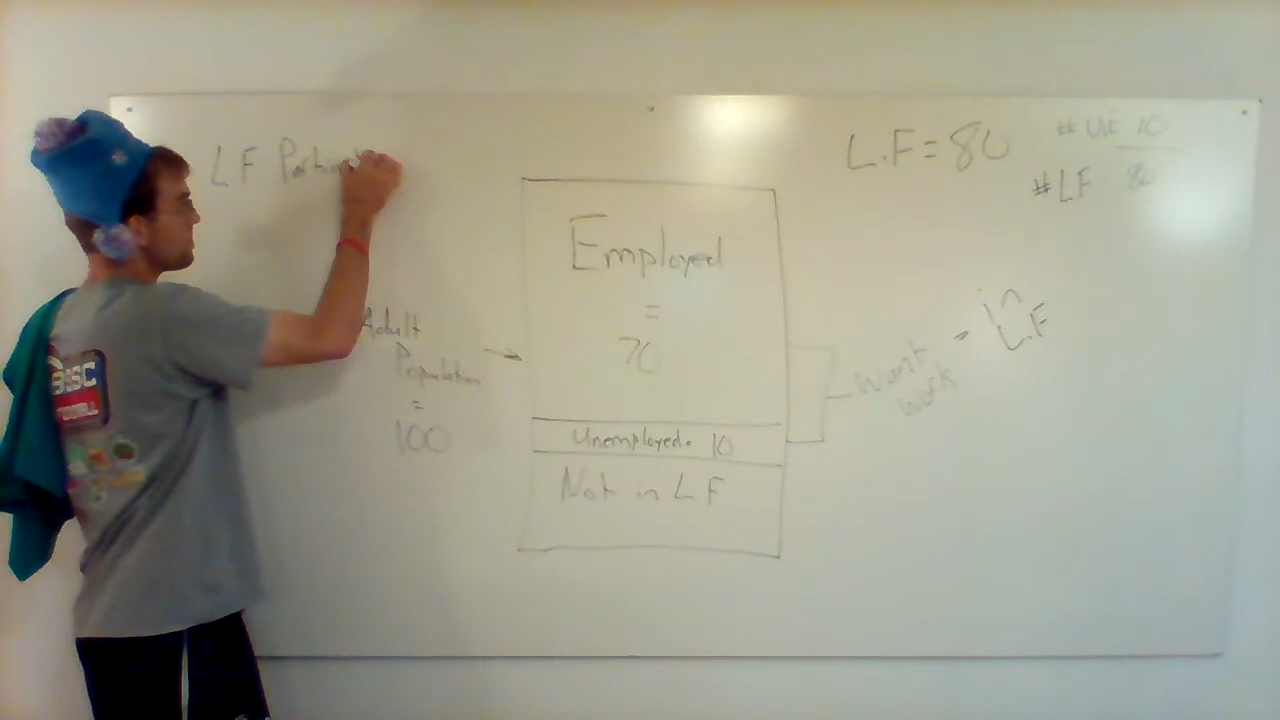 LF
L.F = 80
#UE 10
#LF 80
Employed
=
70
Adult
Population
=
100
Want
work
- in
L.F
Unemployed. 10
Not in LF